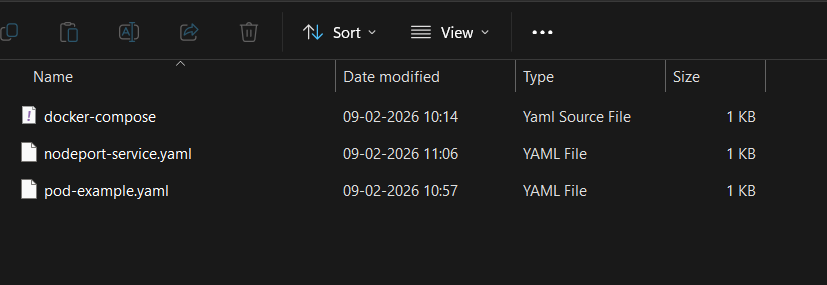 Sort View
Name Date modified Type Size
docker-compose 09-02-2026 10:14 Yaml Source File 1 KB
nodeport-service.yaml 09-02-2026 11:06 YAML File 1 KB
pod-example.yaml 09-02-2026 10:57 YAML File 1 KB